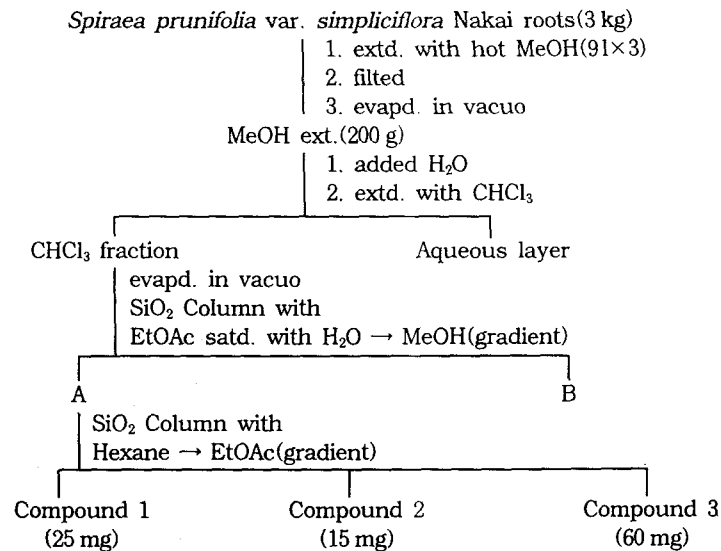 Spiraea prunifolia var. simpliciflora Nakai roots(3 kg)
1. extd. with hot MeOH(9l×3)
2. filted
3. evapd. in vacuo
MeOH ext.(200 g)
1. added H₂O
2. extd. with CHCl₃
CHCl₃ fraction Aqueous layer
evapd. in vacuo
SiO₂ Column with
EtOAc satd. with H₂O → MeOH(gradient)
A B
SiO₂ Column with
Hexane → EtOAc(gradient)
Compound 1 Compound 2 Compound 3
(25 mg) (15 mg) (60 mg)